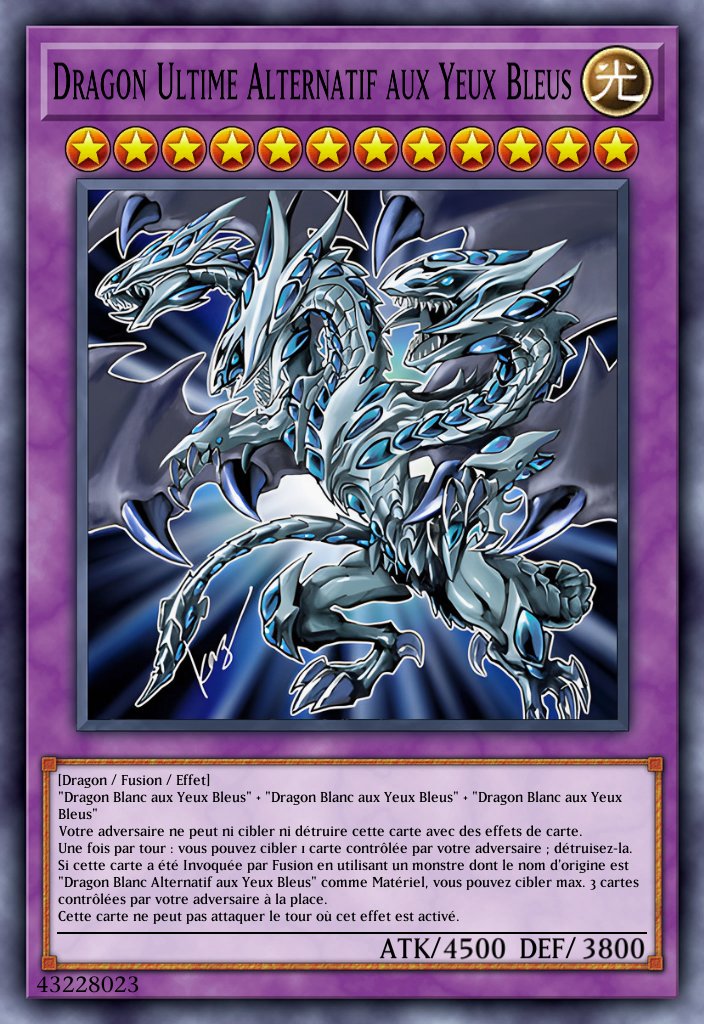 Dragon Ultime Alternatif aux Yeux Bleus
光
[Dragon / Fusion / Effet]
"Dragon Blanc aux Yeux Bleus" + "Dragon Blanc aux Yeux Bleus" + "Dragon Blanc aux Yeux
Bleus"
Votre adversaire ne peut ni cibler ni détruire cette carte avec des effets de carte.
Une fois par tour : vous pouvez cibler 1 carte contrôlée par votre adversaire ; détruisez-la.
Si cette carte a été Invoquée par Fusion en utilisant un monstre dont le nom d'origine est
"Dragon Blanc Alternatif aux Yeux Bleus" comme Matériel, vous pouvez cibler max. 3 cartes
contrôlées par votre adversaire à la place.
Cette carte ne peut pas attaquer le tour où cet effet est activé.
ATK/4500 DEF/3800
43228023